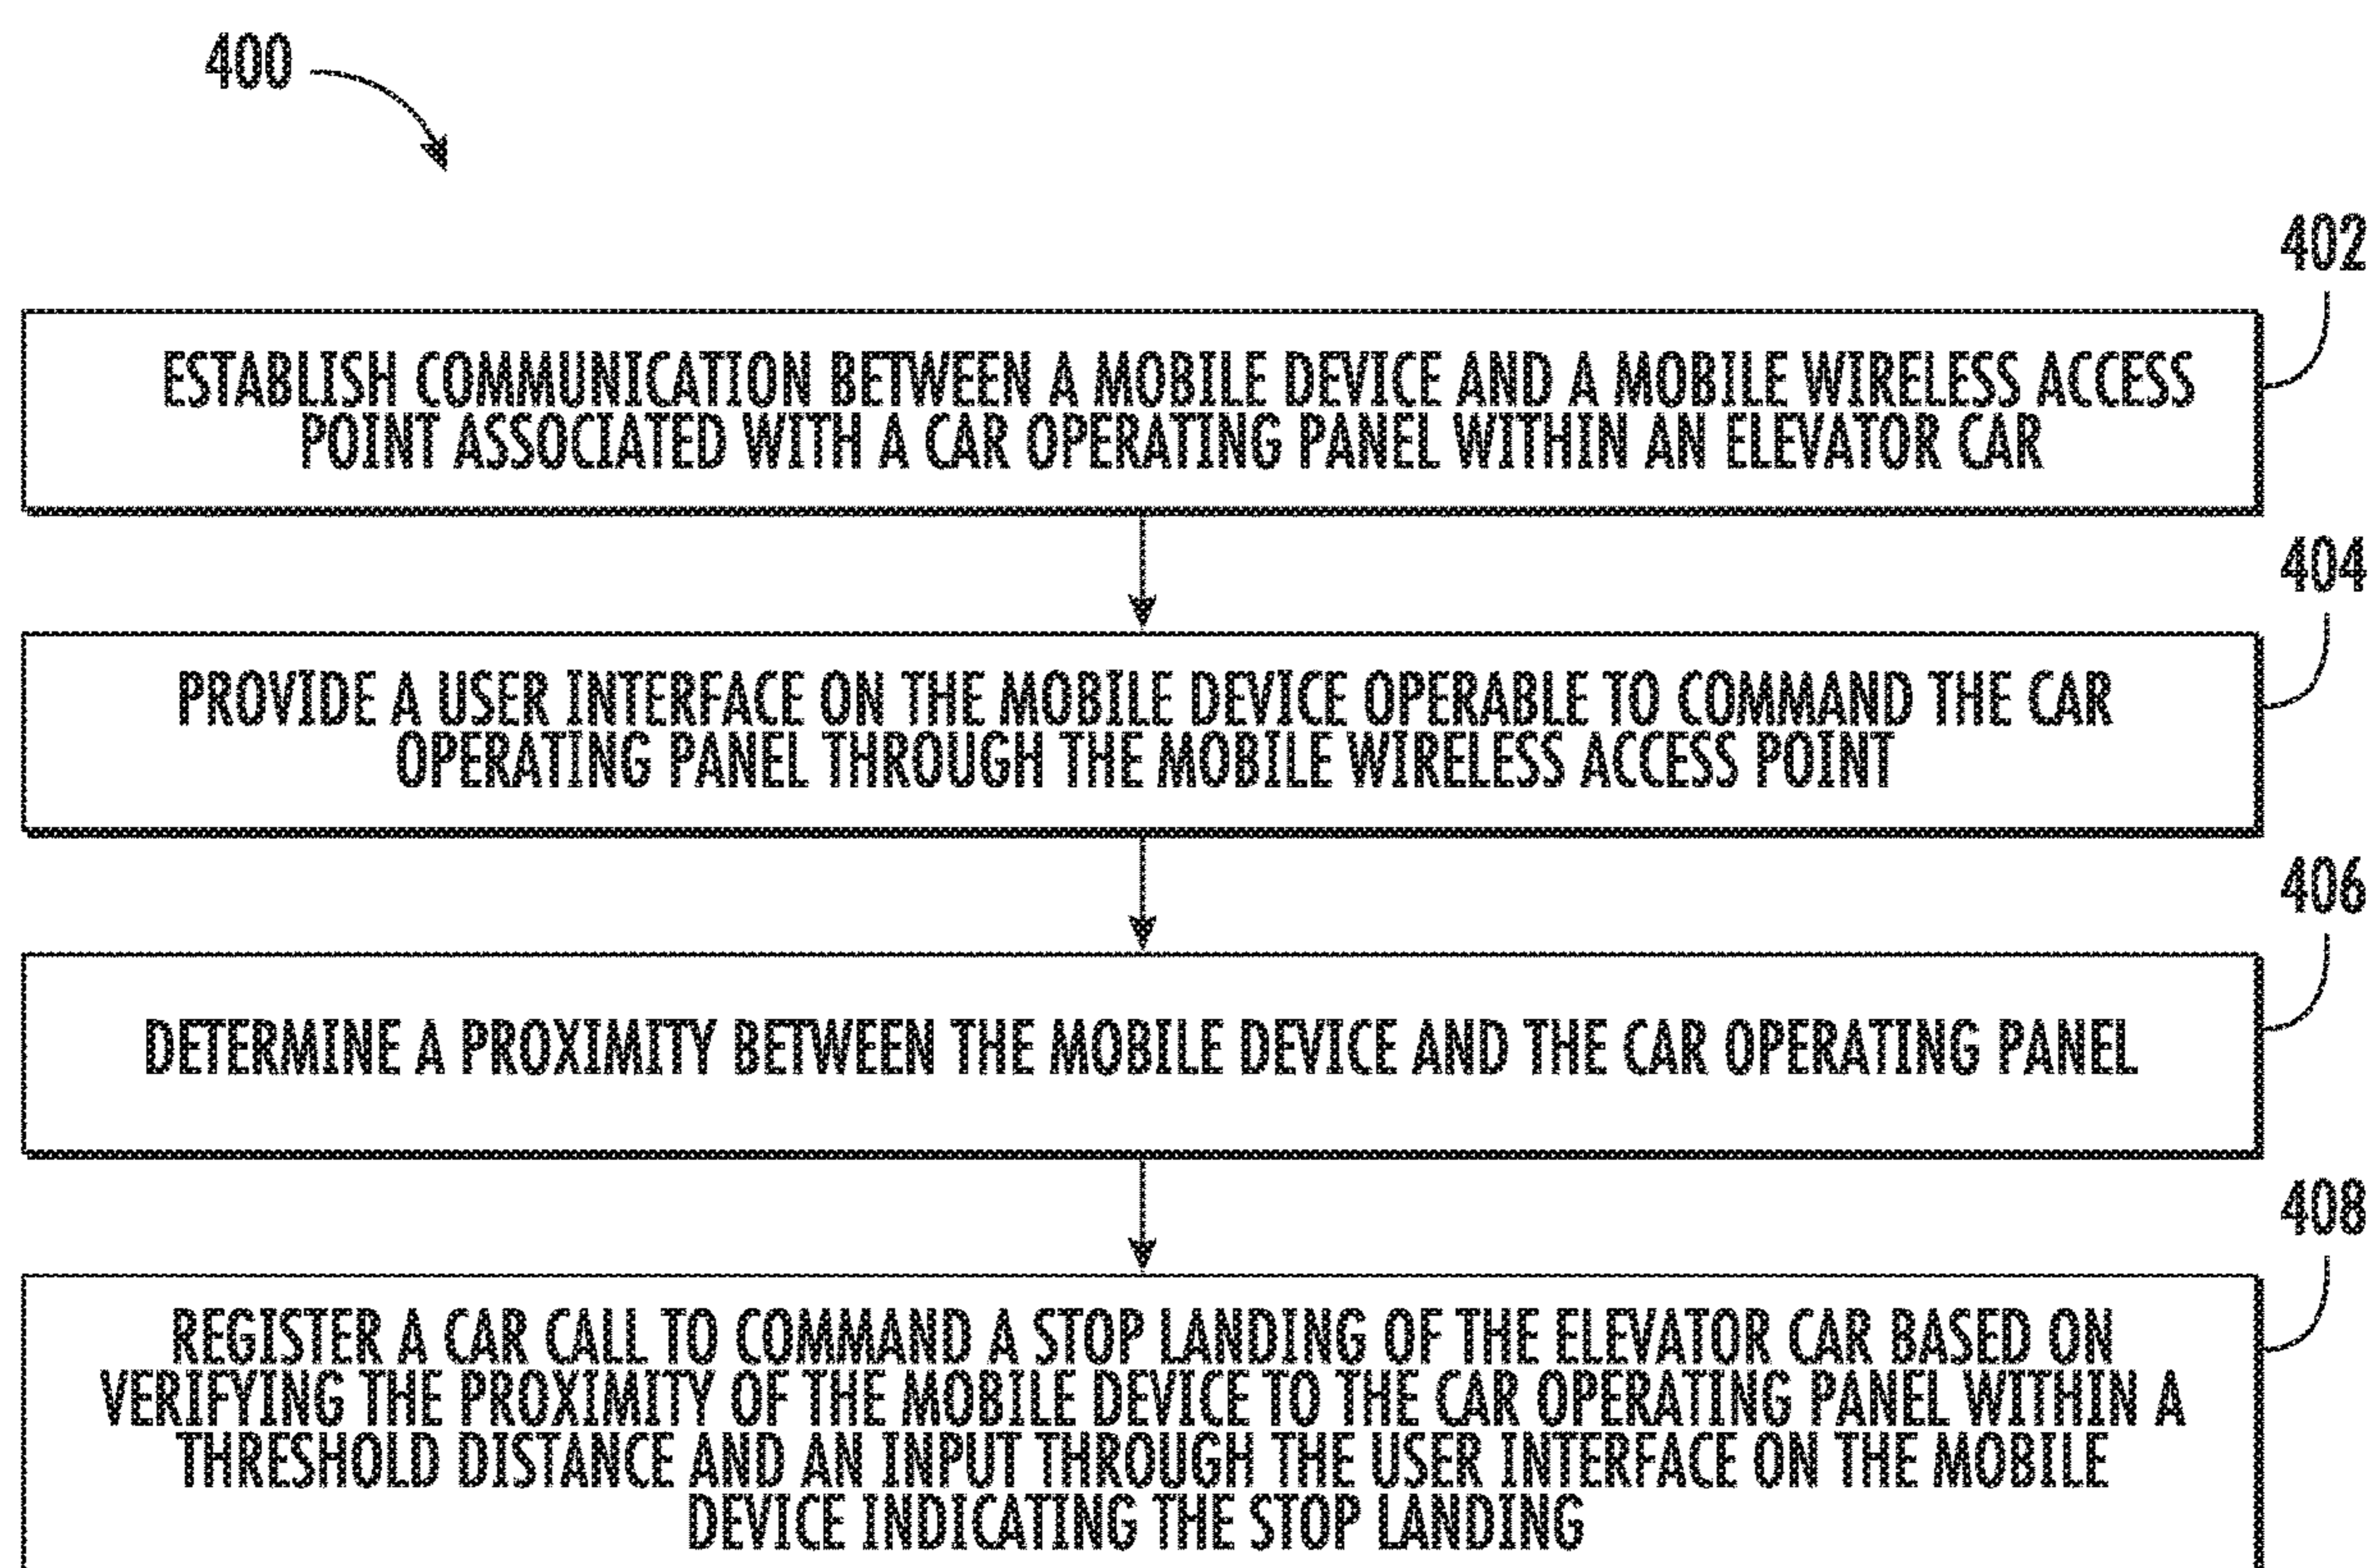 400
402
ESTABLISH COMMUNICATION BETWEEN A MOBILE DEVICE AND A MOBILE WIRELESS ACCESS
POINT ASSOCIATED WITH A CAR OPERATING PANEL WITHIN AN ELEVATOR CAR
404
PROVIDE A USER INTERFACE ON THE MOBILE DEVICE OPERABLE TO COMMAND THE CAR
OPERATING PANEL THROUGH THE MOBILE WIRELESS ACCESS POINT
406
DETERMINE A PROXIMITY BETWEEN THE MOBILE DEVICE AND THE CAR OPERATING PANEL
408
REGISTER A CAR CALL TO COMMAND A STOP LANDING OF THE ELEVATOR CAR BASED ON
VERIFYING THE PROXIMITY OF THE MOBILE DEVICE TO THE CAR OPERATING PANEL WITHIN A
THRESHOLD DISTANCE AND AN INPUT THROUGH THE USER INTERFACE ON THE MOBILE
DEVICE INDICATING THE STOP LANDING